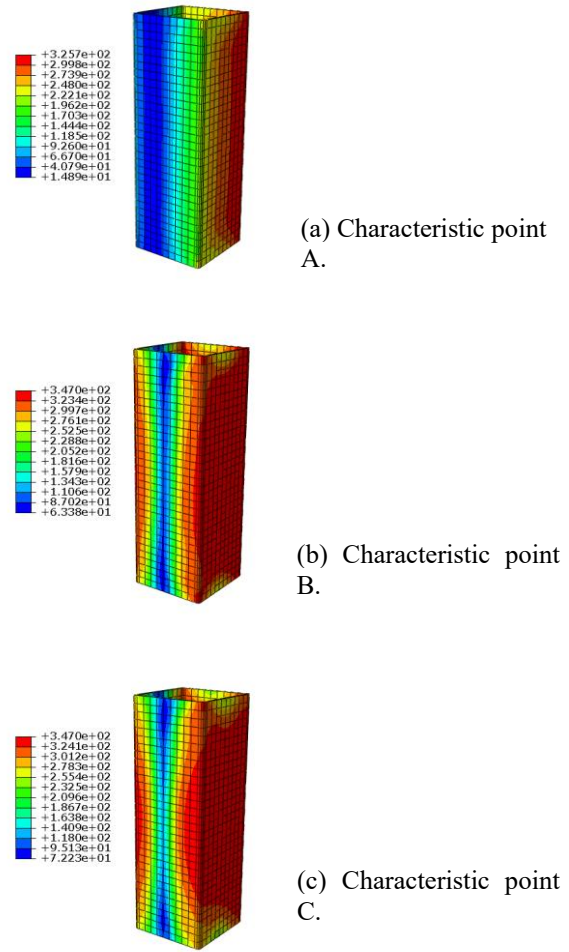 +3.257e+02
+2.998e+02
+2.739e+02
+2.480e+02
+2.221e+02
+1.962e+02
+1.703e+02
+1.444e+02
+1.185e+02
+9.260e+01
+6.670e+01
+4.079e+01
+1.489e+01
(a) Characteristic point
A.
+3.470e+02
+3.234e+02
+2.997e+02
+2.761e+02
+2.525e+02
+2.288e+02
+2.052e+02
+1.816e+02
+1.579e+02
+1.343e+02
+1.106e+02
+8.702e+01
+6.338e+01
(b) Characteristic point
B.
+3.470e+02
+3.241e+02
+3.012e+02
+2.783e+02
+2.554e+02
+2.325e+02
+2.096e+02
+1.867e+02
+1.638e+02
+1.409e+02
+1.180e+02
+9.513e+01
+7.223e+01
(c) Characteristic point
C.